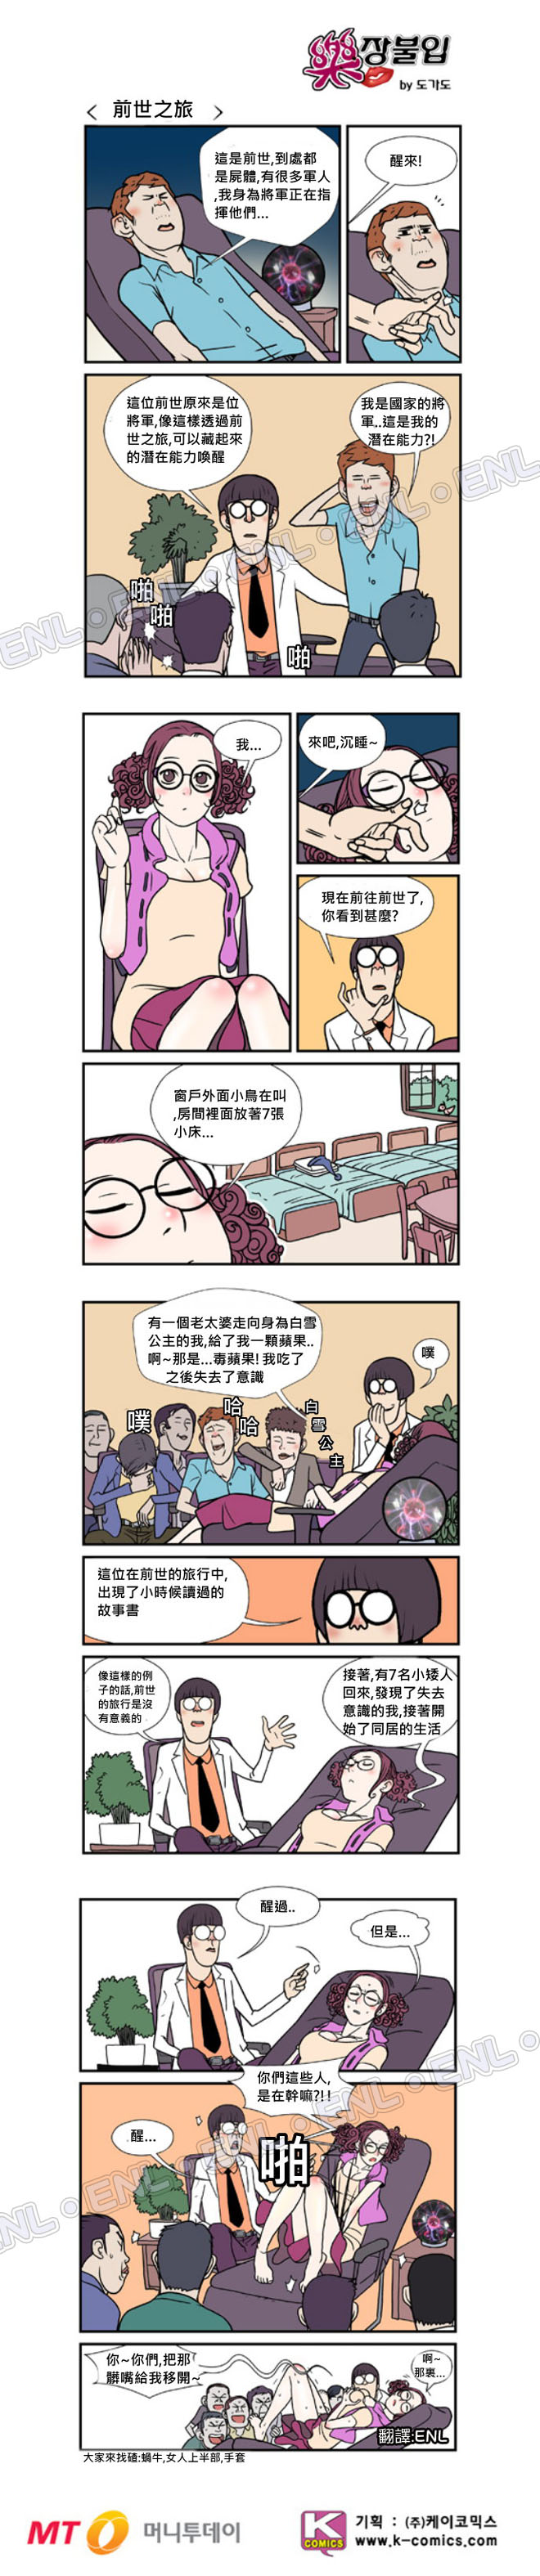 樂장불입
by 도가도
< 前世之旅 >
這是前世,到處都
是屍體,有很多軍人
,我身為將軍正在指
揮他們...
醒來!
這位前世原來是位
將軍,像這樣透過前
世之旅,可以藏起來
的潛在能力喚醒
我是國家的將
軍..這是我的
潛在能力?!
啪
啪
啪
ENL
ENL
ENL
ENL
ENL
我...
來吧,沉睡~
現在前往前世了,
你看到甚麼?
窗戶外面小鳥在叫
,房間裡面放著7張
小床...
有一個老太婆走向身為白雪
公主的我,給了我一顆蘋果..
啊~那是...毒蘋果! 我吃了
之後失去了意識
噗
噗
哈
哈
白
雪
公
主
這位在前世的旅行中,
出現了小時候讀過的
故事書
像這樣的例
子的話,前世
的旅行是沒
有意義的
接著,有7名小矮人
回來,發現了失去
意識的我,接著開
始了同居的生活
醒過..
但是...
你們這些人,
是在幹嘛?!!
醒...
啪
ENL
ENL
ENL
ENL
ENL
你~你們,把那
髒嘴給我移開~
啊~
那裏...
翻譯:ENL
大家來找碴:蝸牛,女人上半部,手套
MT 머니투데이
K COMICS
기획 : (주)케이코믹스
www.k-comics.com